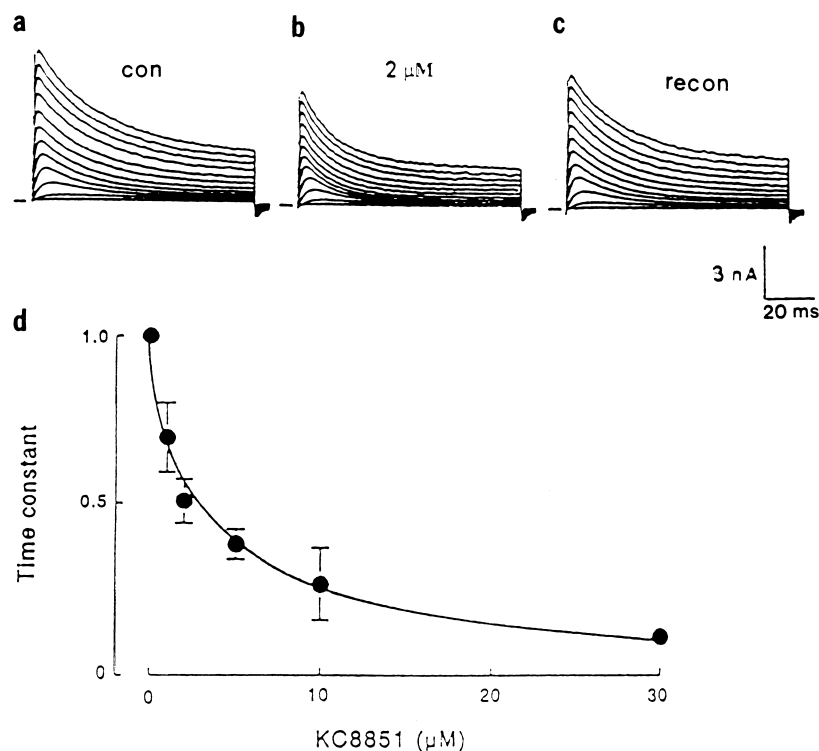 a
con
b
2 µM
c
recon
3 nA
20 ms
d
1.0
0.5
0
Time constant
0
10
20
30
KC8851 (µM)